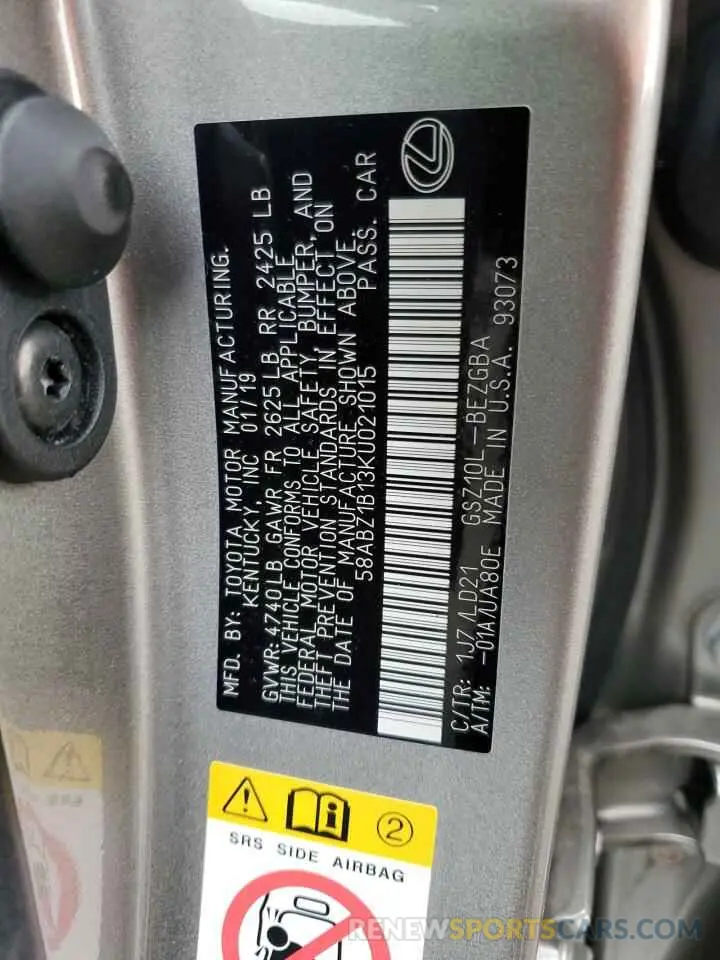 MFD. BY: TOYOTA MOTOR MANUFACTURING.
KENTUCKY, INC 01/19
GVWR: 4740LB GAWR FR 2625LB RR 2425 LB
THIS VEHICLE CONFORMS TO ALL APPLICABLE
FEDERAL MOTOR VEHICLE SAFETY, BUMPER, AND
THEFT PREVENTION STANDARDS IN EFFECT ON
THE DATE OF MANUFACTURE SHOWN ABOVE.
58ABZ1B13KU021015 PASS. CAR
C/TR: 1J7/LD21 GSZ10L-BEZGBA
A/TM: -01A/UA80E MADE IN U.S.A. 93073
2
SRS SIDE AIRBAG
RENEWSPORTSCARS.COM